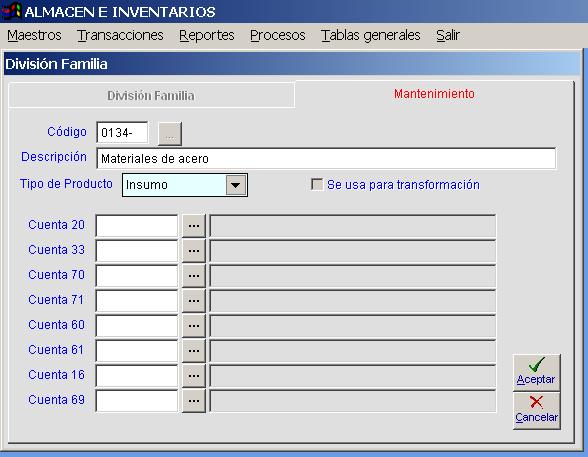 ALMACEN E INVENTARIOS
Maestros Transacciones Reportes Procesos Tablas generales Salir
División Familia
División Familia Mantenimiento
Código 0134- ...
Descripción Materiales de acero
Tipo de Producto Insumo Se usa para transformación
Cuenta 20 ...
Cuenta 33 ...
Cuenta 70 ...
Cuenta 71 ...
Cuenta 60 ...
Cuenta 61 ...
Cuenta 16 ...
Aceptar
Cuenta 69 ...
Cancelar